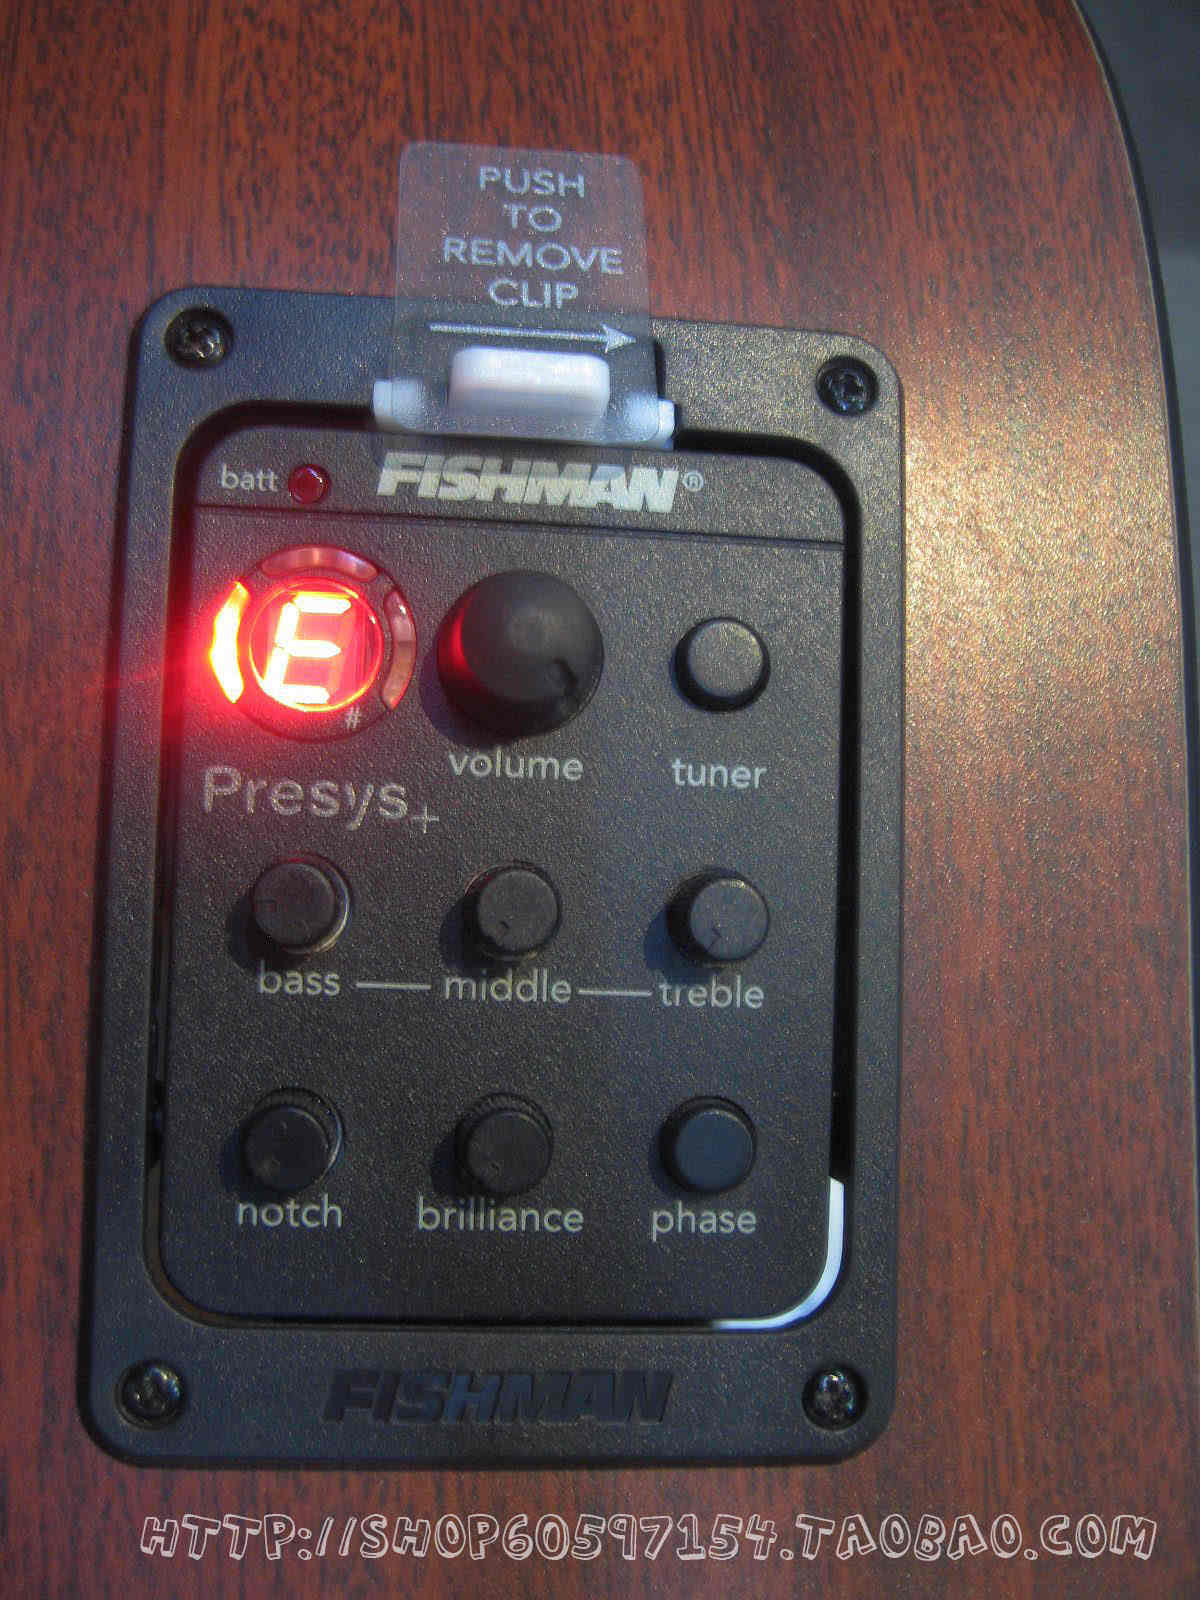 PUSH
TO
REMOVE
CLIP
batt FISHMAN®
E
#
volume tuner
Presys+
bass middle treble
notch brilliance phase
FISHMAN
HTTP://SHOP60597154.TAOBAO.COM